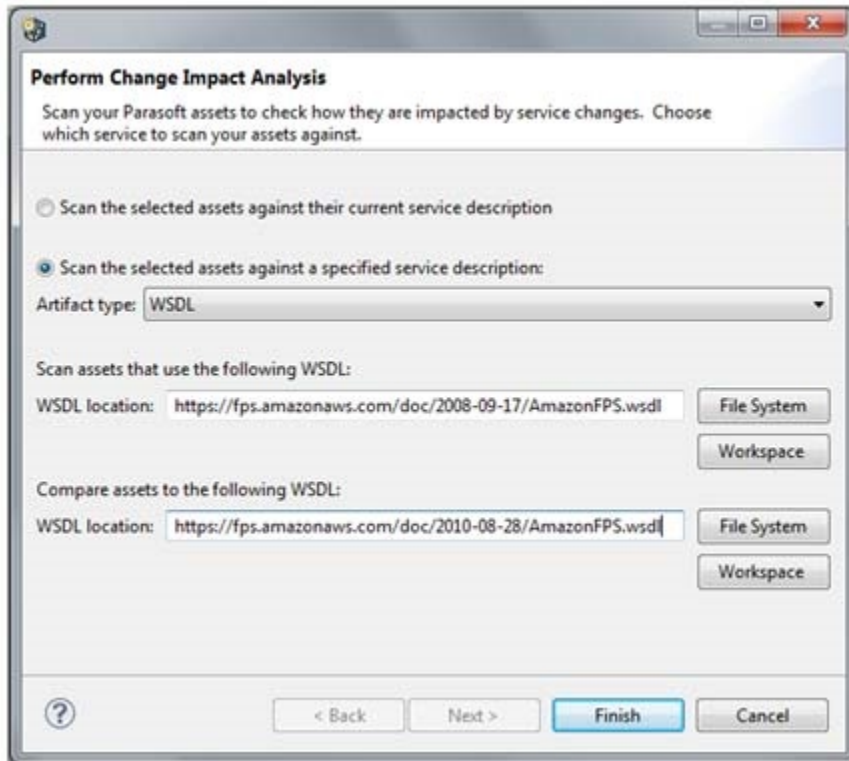 Perform Change Impact Analysis
Scan your Parasoft assets to check how they are impacted by service changes.  Choose
which service to scan your assets against.
Scan the selected assets against their current service description
Scan the selected assets against a specified service description:
Artifact type: WSDL
Scan assets that use the following WSDL:
WSDL location: https://fps.amazonaws.com/doc/2008-09-17/AmazonFPS.wsdl File System
Workspace
Compare assets to the following WSDL:
WSDL location: https://fps.amazonaws.com/doc/2010-08-28/AmazonFPS.wsdl File System
Workspace
? < Back Next > Finish Cancel